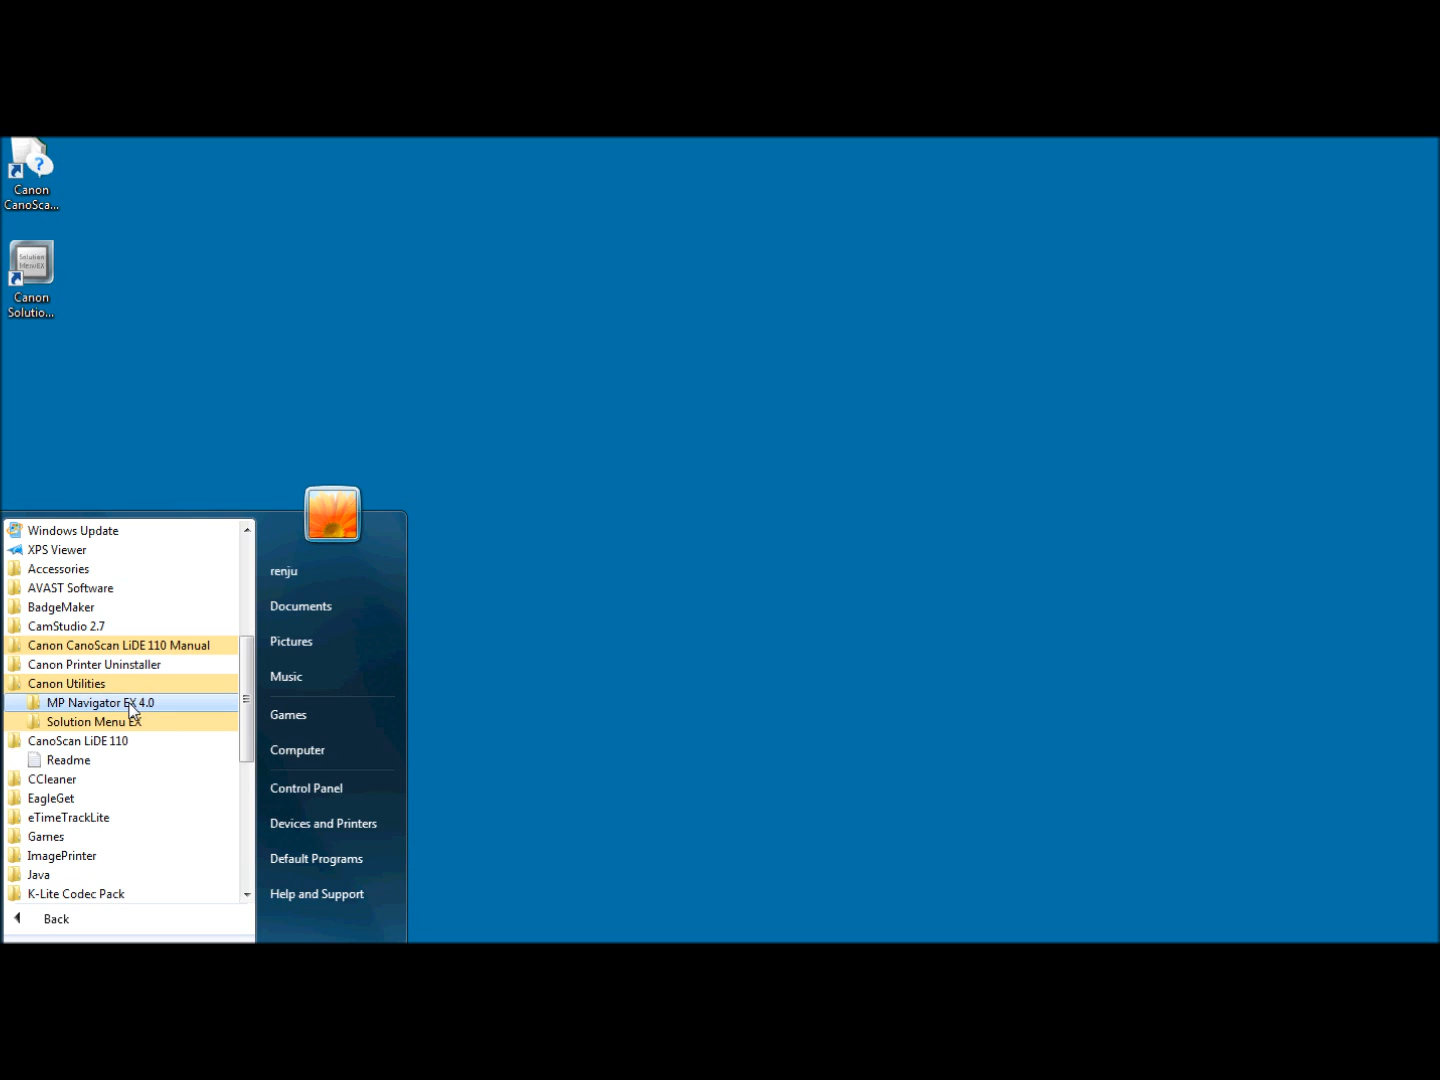 Canon
CanoSca...
Solution
MenuEX
Canon
Solutio...
Windows Update
XPS Viewer
Accessories
AVAST Software
BadgeMaker
CamStudio 2.7
Canon CanoScan LiDE 110 Manual
Canon Printer Uninstaller
Canon Utilities
MP Navigator EX 4.0
Solution Menu EX
CanoScan LiDE 110
Readme
CCleaner
EagleGet
eTimeTrackLite
Games
ImagePrinter
Java
K-Lite Codec Pack
Back
renju
Documents
Pictures
Music
Games
Computer
Control Panel
Devices and Printers
Default Programs
Help and Support